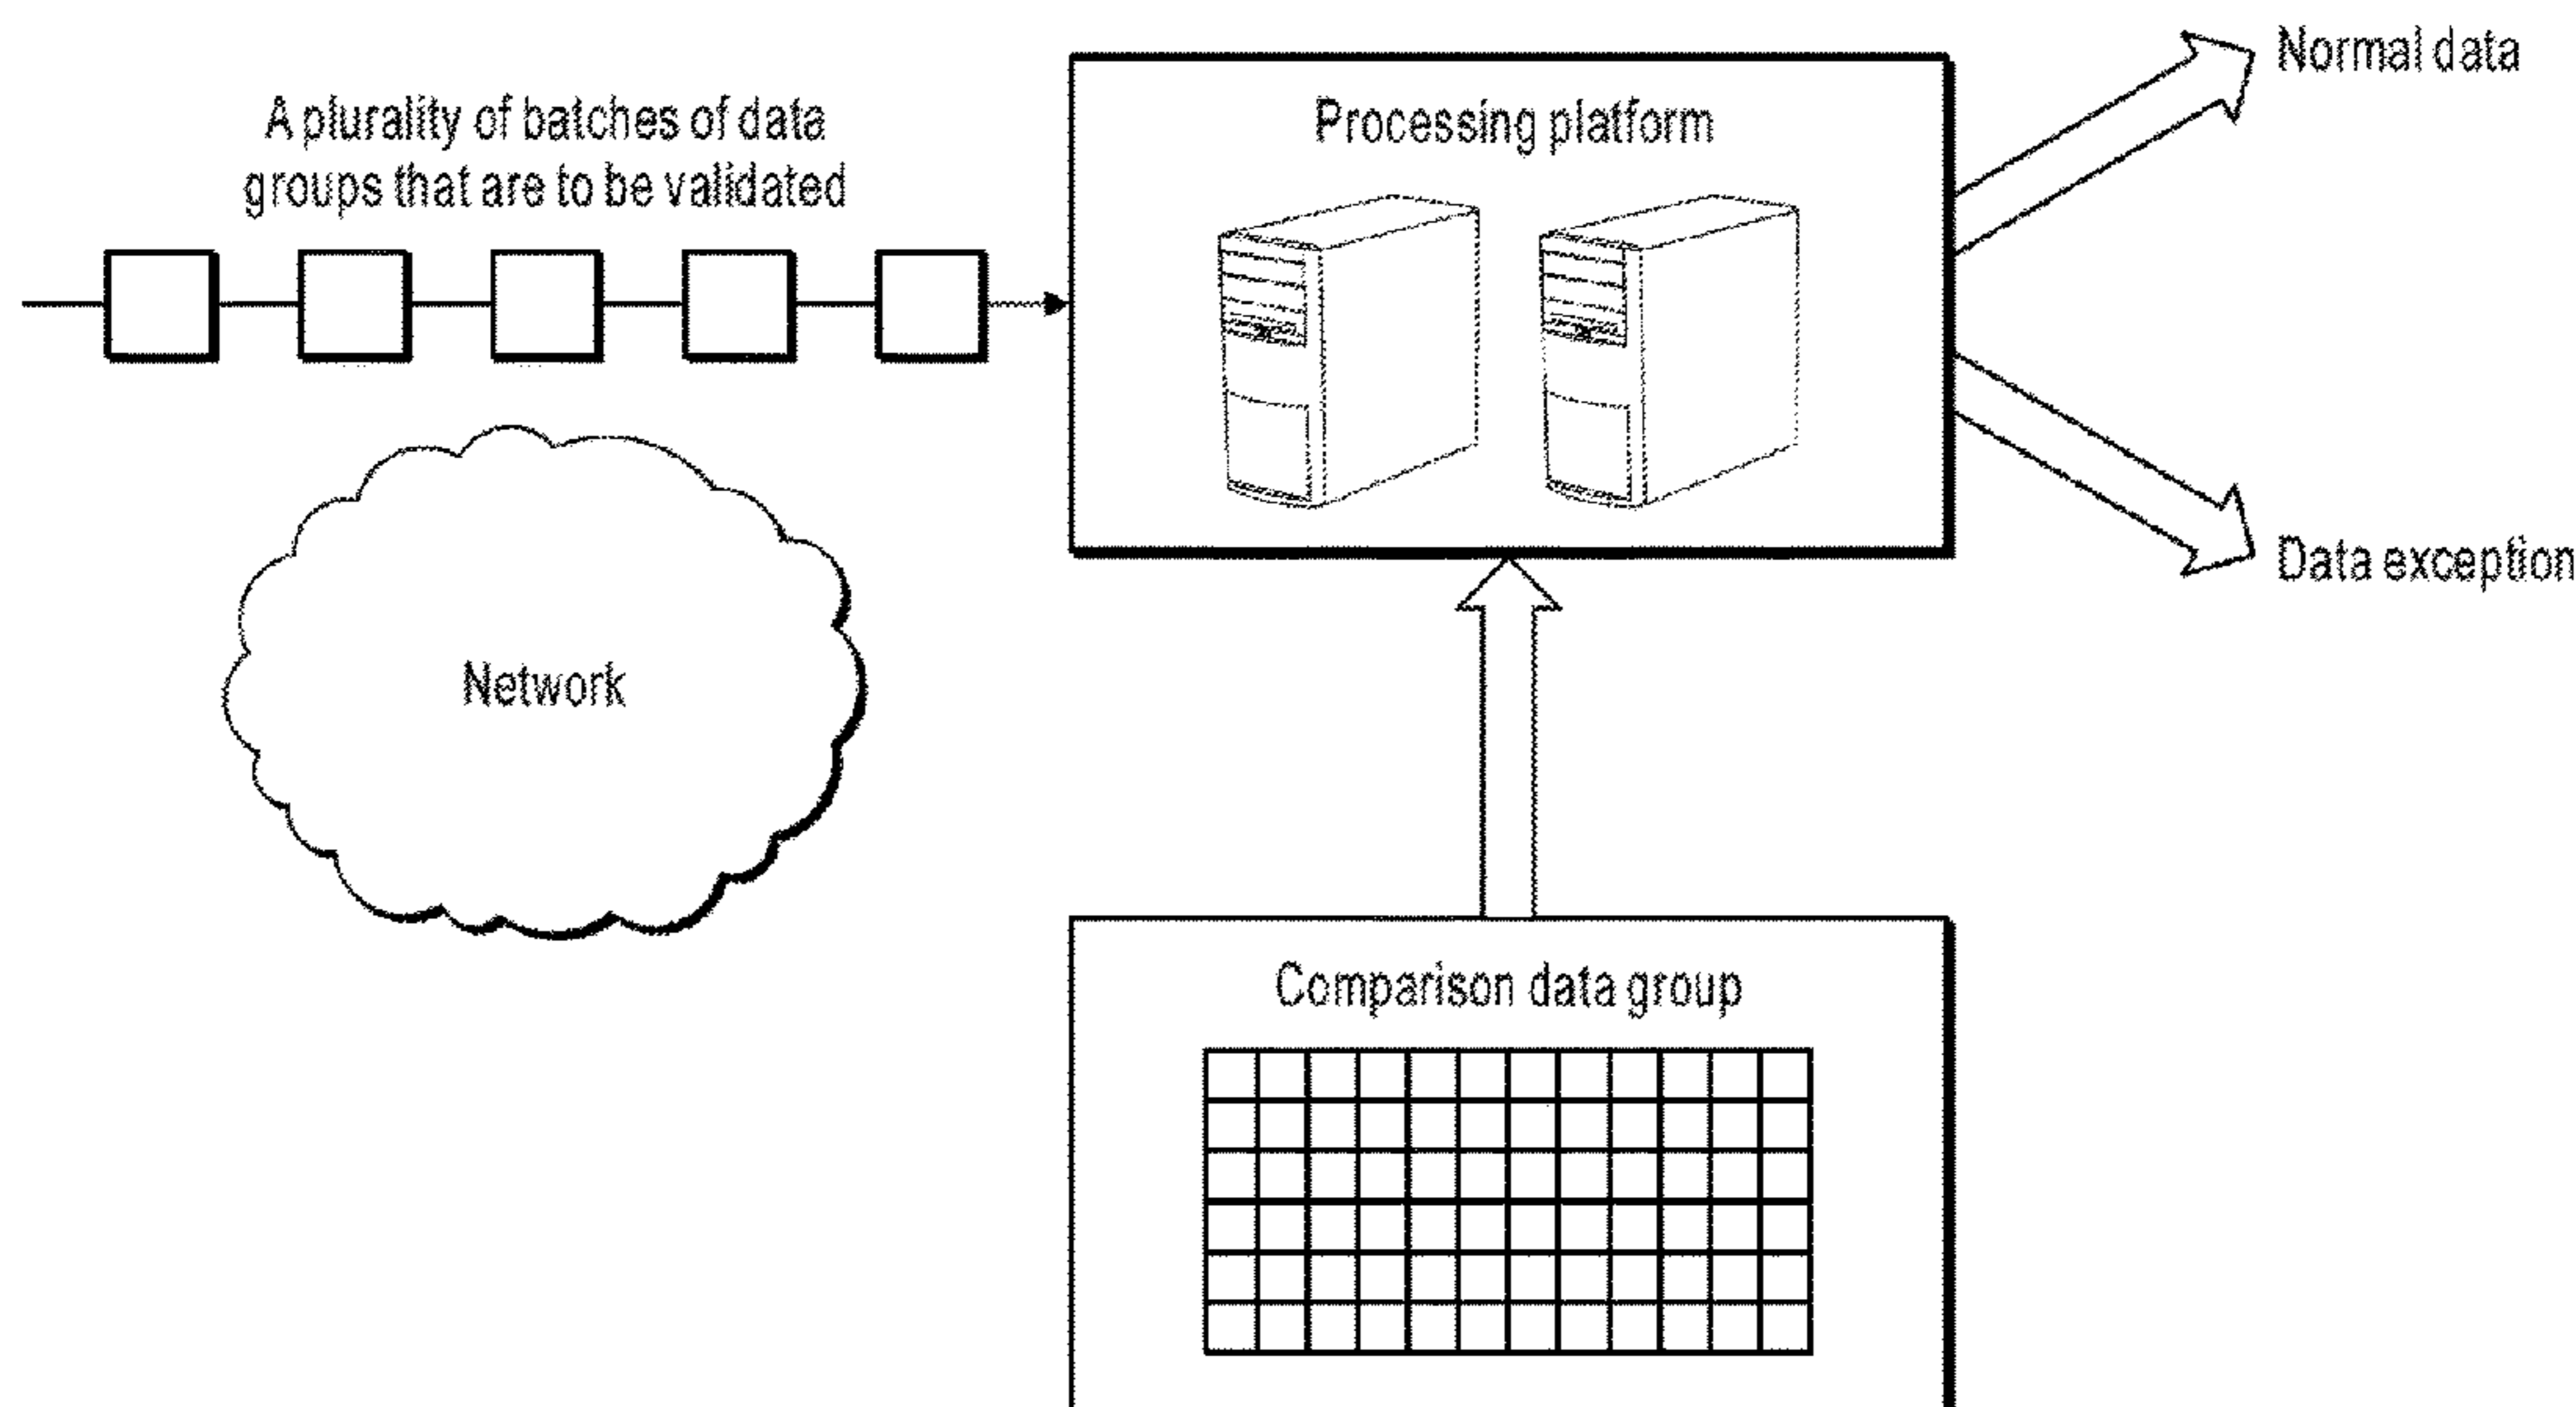 A plurality of batches of data
groups that are to be validated
Processing platform
Normal data
Data exception
Network
Comparison data group